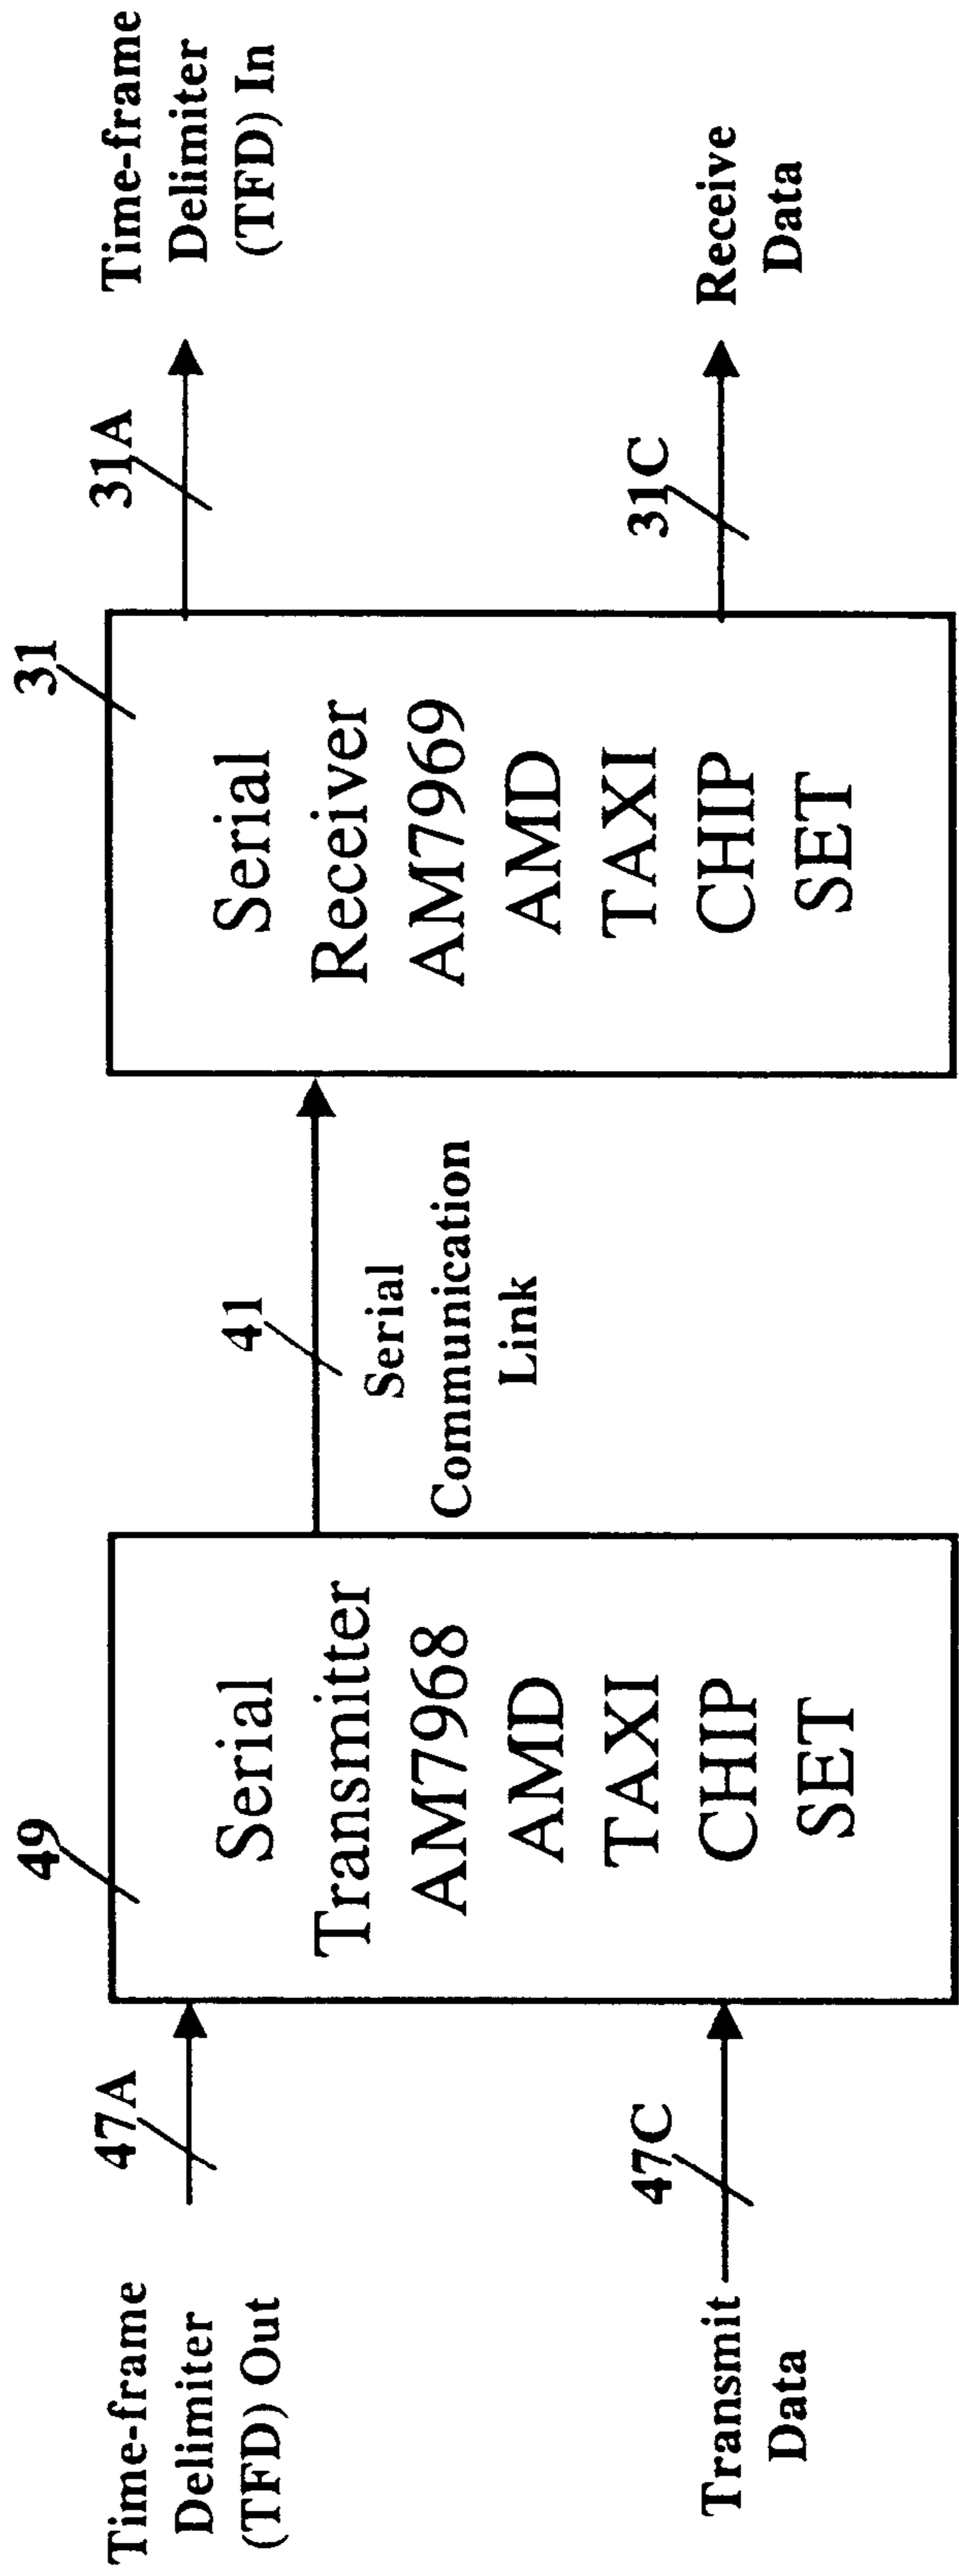 Time-frame
Delimiter
(TFD) Out
47A
Transmit
Data
47C
49
Serial
Transmitter
AM7968
AMD
TAXI
CHIP
SET
41
Serial
Communication
Link
31
Serial
Receiver
AM7969
AMD
TAXI
CHIP
SET
31A
Time-frame
Delimiter
(TFD) In
31C
Receive
Data